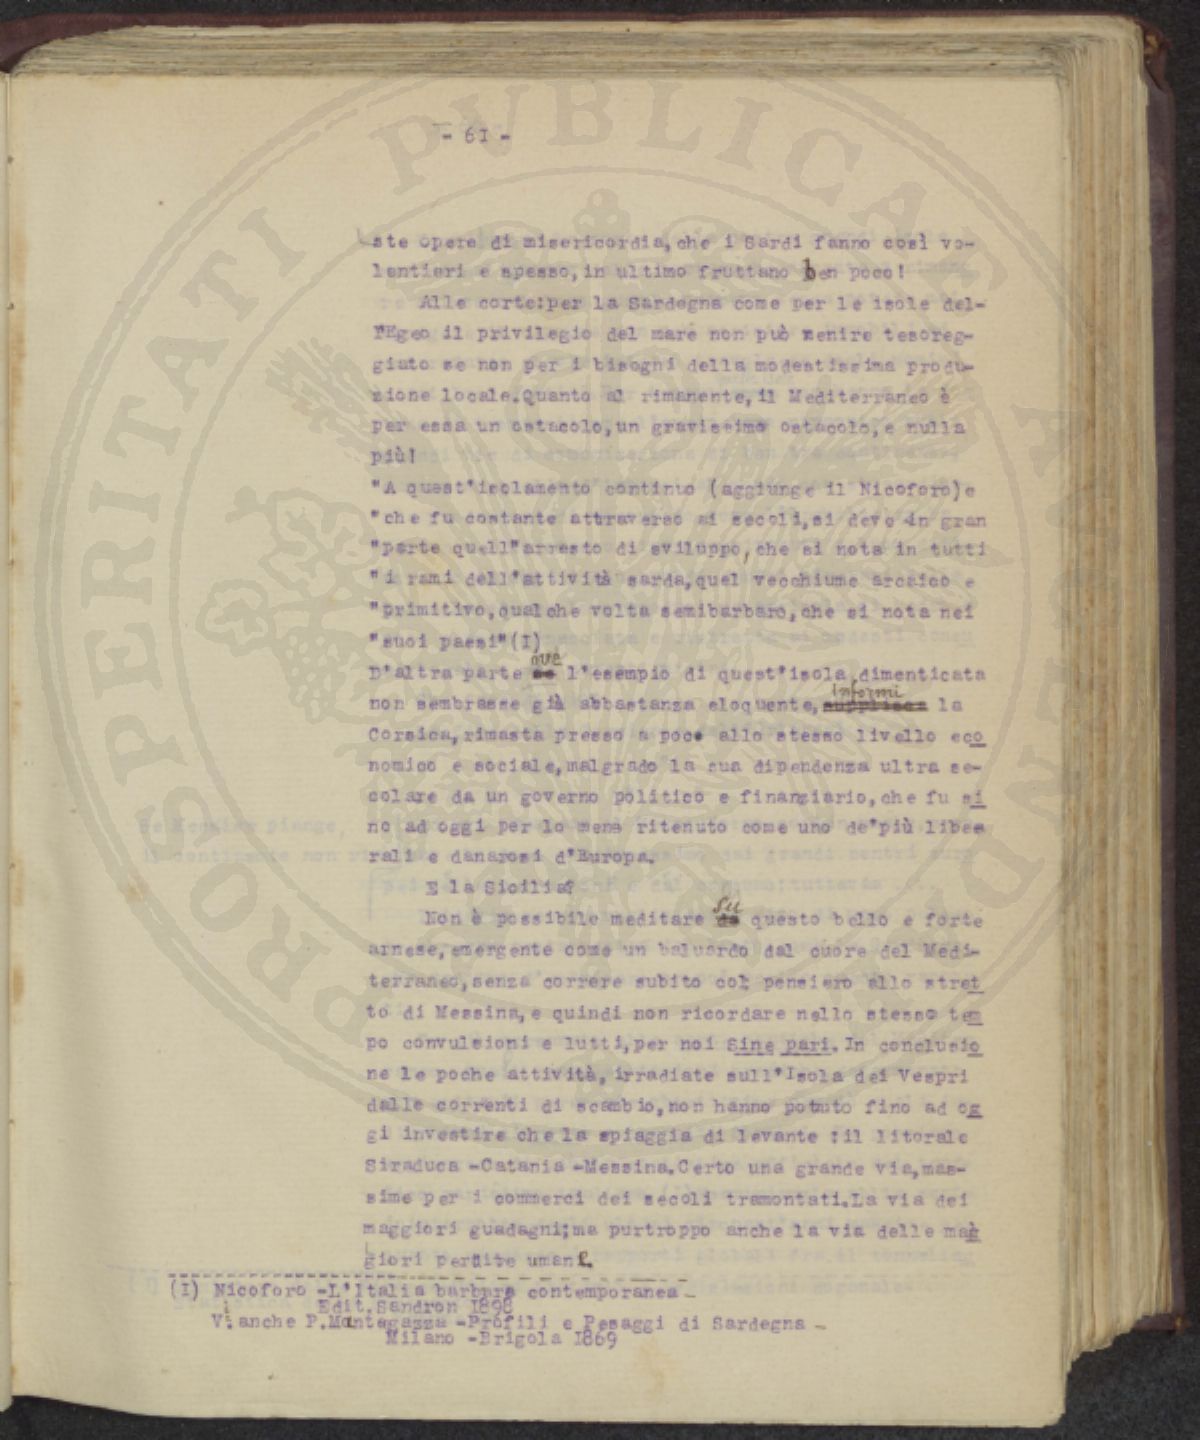 - 61 -
ste opere di misericordia, che i Sardi fanno così vo-
lentieri e spesso, in ultimo fruttano ben poco!
Alle corte: per la Sardegna come per le isole del-
l'Egeo il privilegio del mare non può venire tesoreg-
giato se non per i bisogni della modestissima produ-
zione locale. Quanto al rimanente, il Mediterraneo è
per essa un ostacolo, un gravissimo ostacolo, e nulla
più!
"A quest'isolamento continuo (aggiunge il Nicoforo) e
"che fu costante attraverso ai secoli, si deve in gran
"parte quell"arresto di sviluppo, che si nota in tutti
"i rami dell'attività sarda, quel vecchiume arcaico e
"primitivo, qualche volta semibarbaro, che si nota nei
"suoi paesi" (I)
D'altra parte ove l'esempio di quest'isola dimenticata
non sembrasse già abbastanza eloquente, informi la
Corsica, rimasta presso a poco allo stesso livello eco
nomico e sociale, malgrado la sua dipendenza ultra se-
colare da un governo politico e finanziario, che fu si
no ad oggi per lo meno ritenuto come uno de'più libe
rali e danarosi d'Europa.
E la Sicilia?
Non è possibile meditare su questo bello e forte
arnese, emergente come un baluardo dal cuore del Medi-
terraneo, senza correre subito col pensiero allo stret
to di Messina, e quindi non ricordare nello stesso tem
po convulsioni e lutti, per noi Sine pari. In conclusio
ne le poche attività, irradiate sull'Isola dei Vespri
dalle correnti di scambio, non hanno potuto fino ad og
gi investire che la spiaggia di levante : il litorale
Siraduca -Catania -Messina. Certo una grande via, mas-
sime per i commerci dei secoli tramontati. La via dei
maggiori guadagni; ma purtroppo anche la via delle mag
giori perdite umane.
(I) Nicoforo -L'Italia barbara contemporanea -
Edit. Sandron 1898
V. anche P. Mantegazza -Profili e Pesaggi di Sardegna -
Milano -Brigola 1869
PROSPERITATI PUBLICAE AUGENDAE